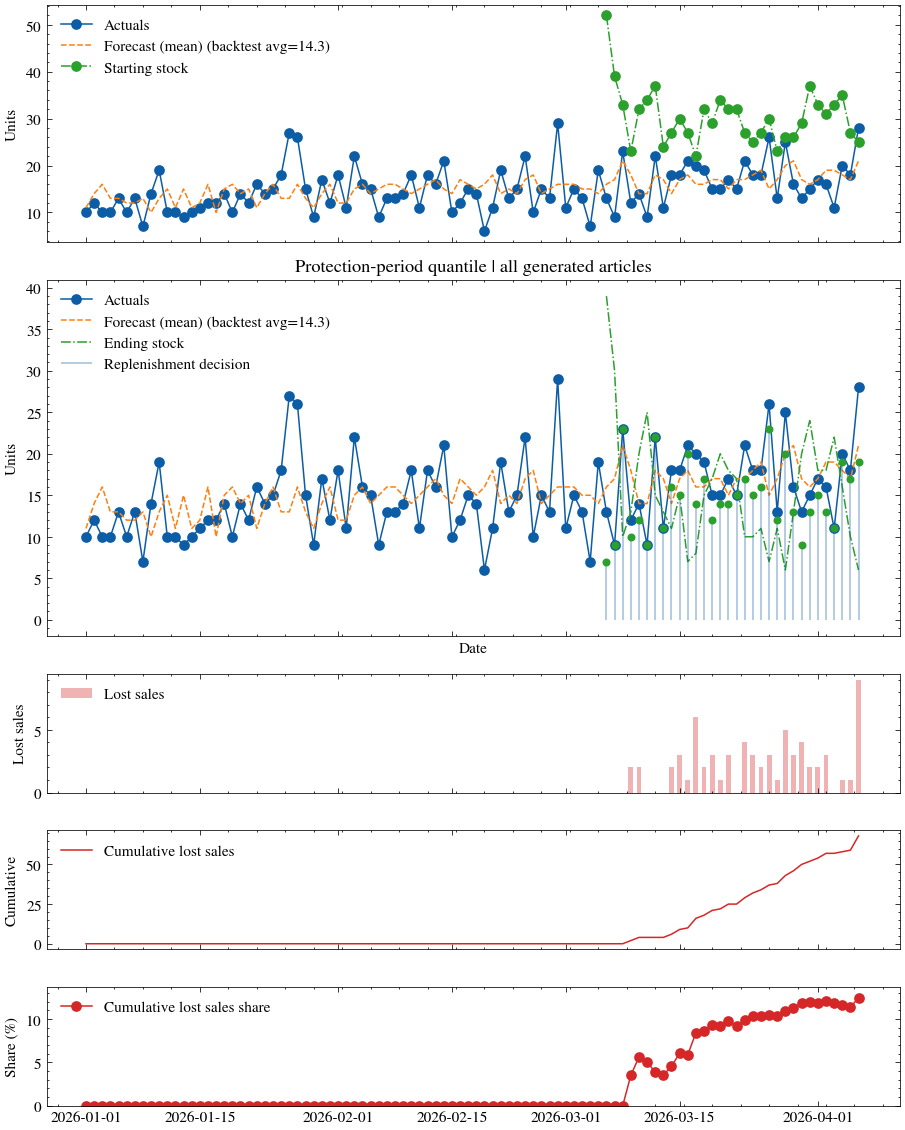 50
40
30
20
10
Units
Actuals
Forecast (mean) (backtest avg=14.3)
Starting stock
Protection-period quantile | all generated articles
40
35
30
25
20
15
10
5
0
Units
Actuals
Forecast (mean) (backtest avg=14.3)
Ending stock
Replenishment decision
Date
5
0
Lost sales
Lost sales
50
25
0
Cumulative
Cumulative lost sales
10
5
0
Share (%)
Cumulative lost sales share
2026-01-01 2026-01-15 2026-02-01 2026-02-15 2026-03-01 2026-03-15 2026-04-01